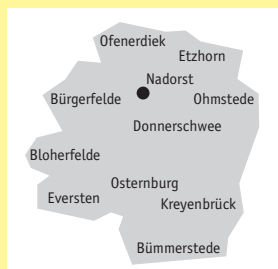 Ofenerdiek
Etzhorn
Nadorst
Bürgerfelde
Ohmstede
Donnerschwee
Bloherfelde
Osternburg
Eversten
Kreyenbrück
Bümmerstede